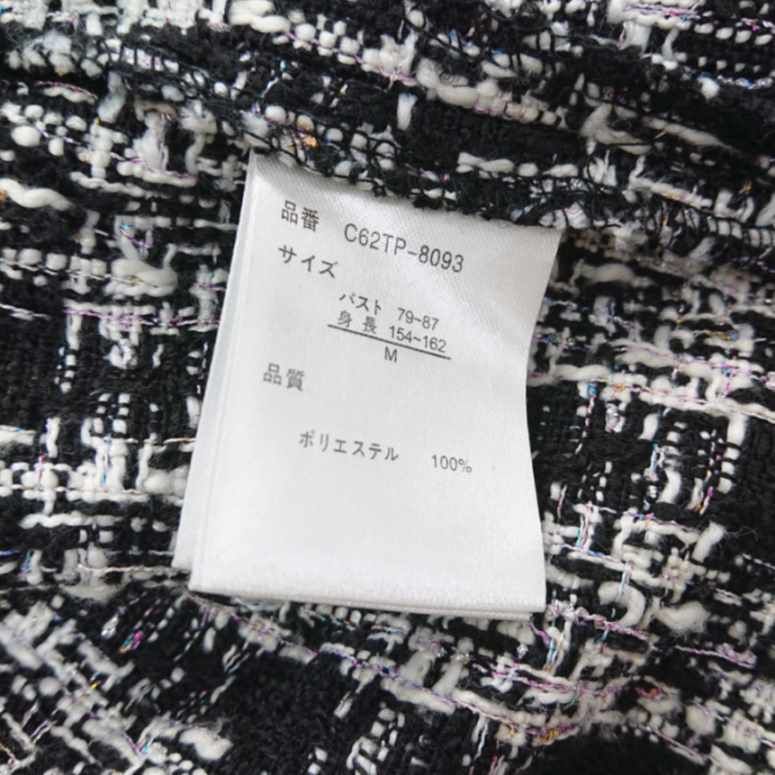 品番 C62TP-8093
サイズ
バスト 79~87
身長 154~162
M
品質
ポリエステル 100%